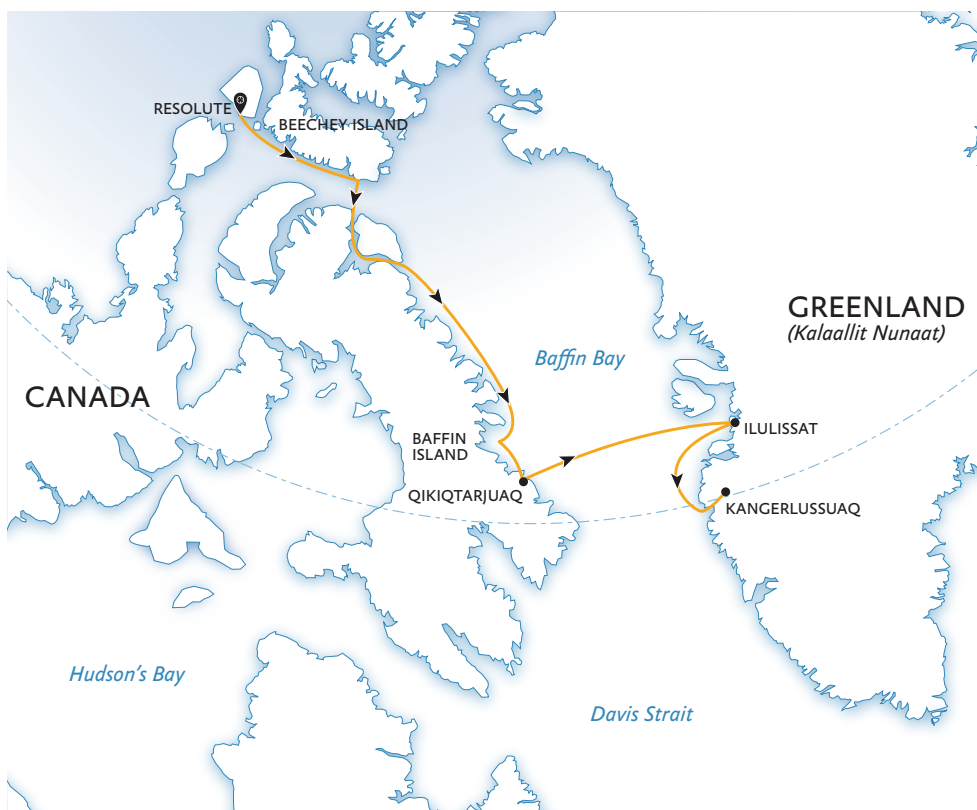 RESOLUTE
BEECHEY ISLAND
GREENLAND
(Kalaallit Nunaat)
Baffin Bay
CANADA
ILULISSAT
BAFFIN
ISLAND
QIKIQTARJUAQ
KANGERLUSSUAQ
Hudson's Bay
Davis Strait